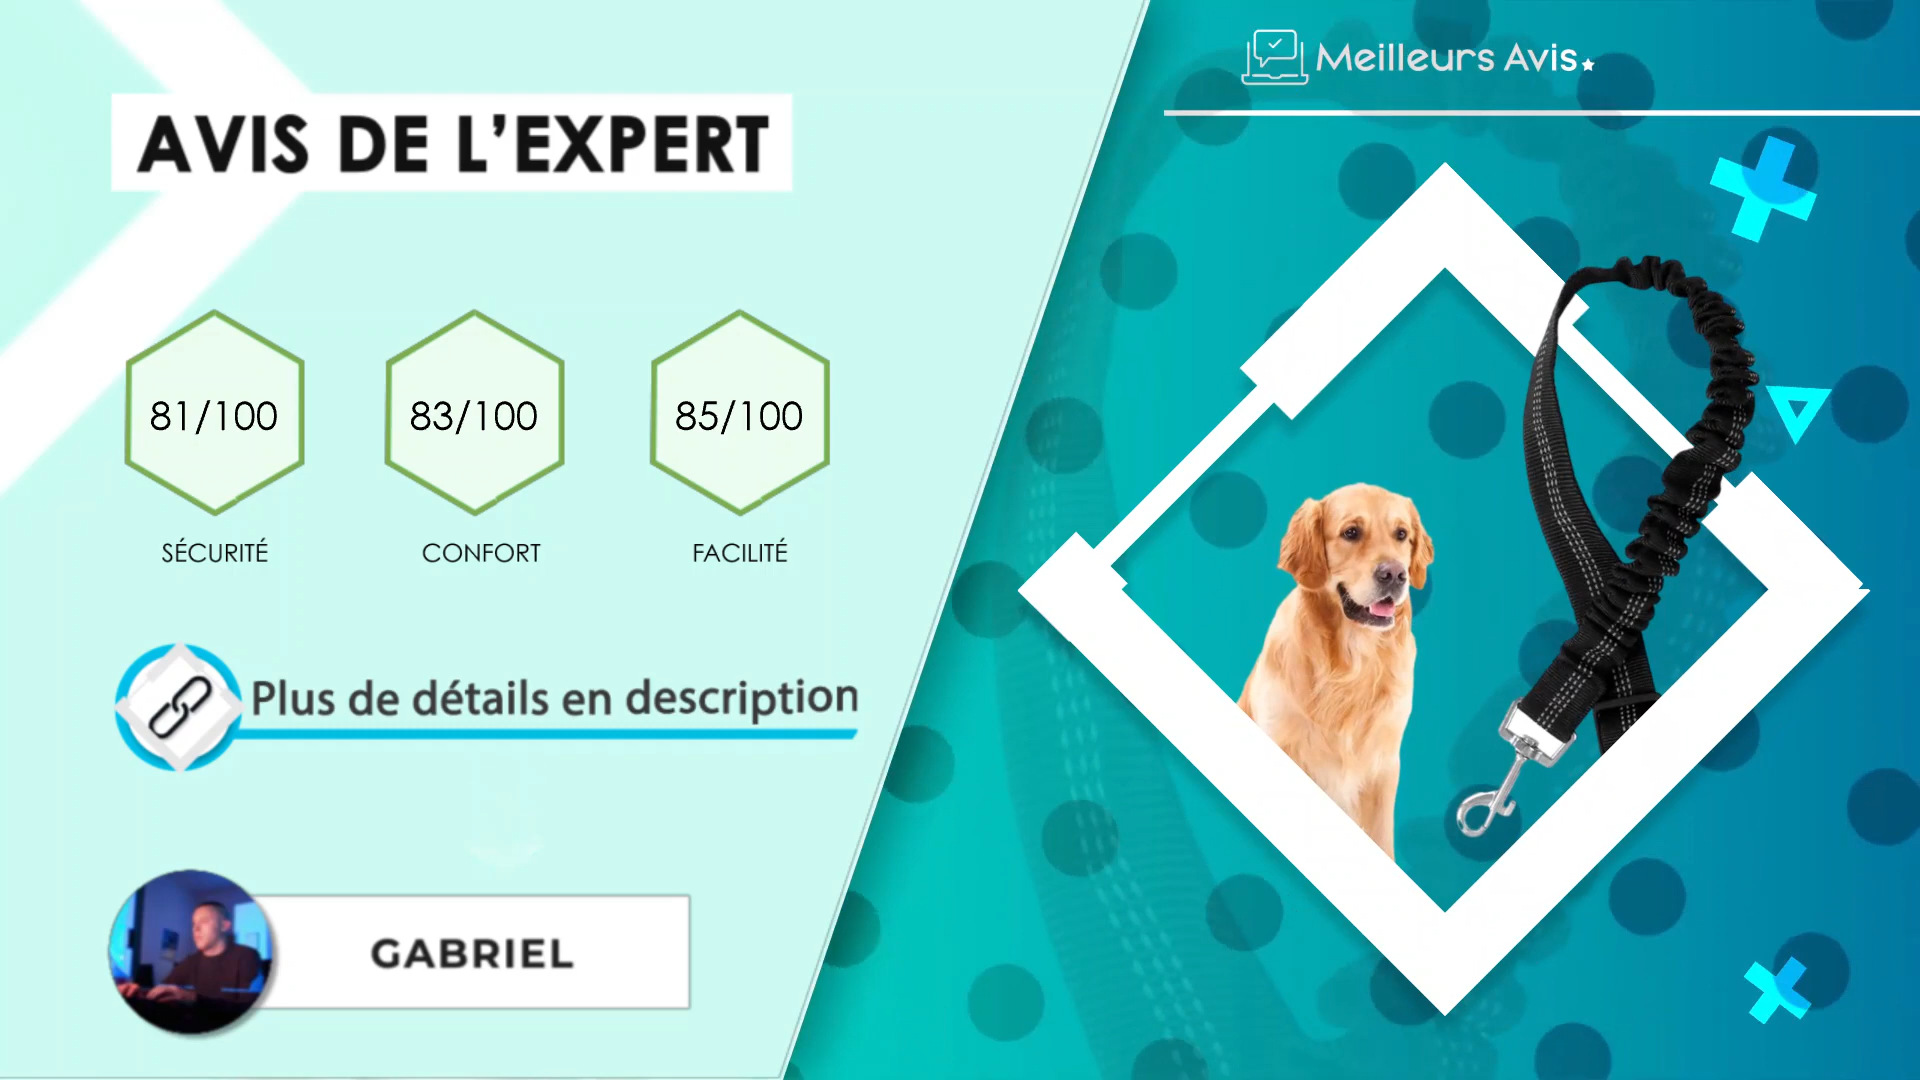 Meilleurs Avis
AVIS DE L’EXPERT
81/100
83/100
85/100
SÉCURITÉ
CONFORT
FACILITÉ
Plus de détails en description
GABRIEL